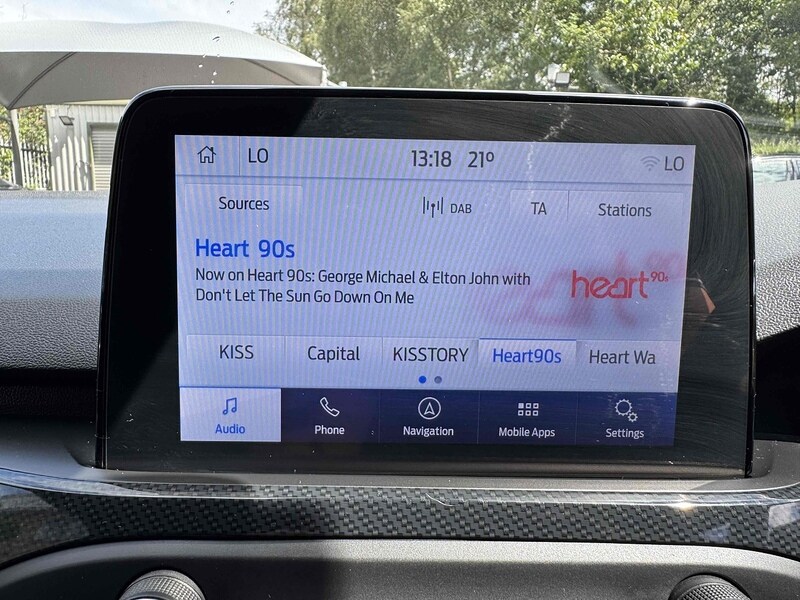 LO 13:18 21° LO
Sources DAB TA Stations
Heart 90s
Now on Heart 90s: George Michael & Elton John with
Don't Let The Sun Go Down On Me
heart 90s
KISS Capital KISSTORY Heart90s Heart Wa
Audio Phone Navigation Mobile Apps Settings